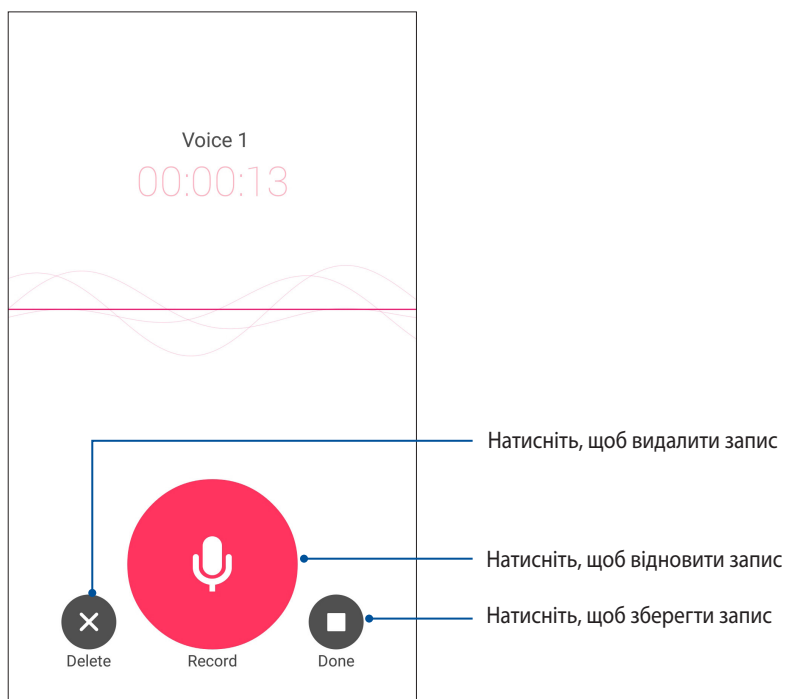 Voice 1
00:00:13
Натисніть, щоб видалити запис
Натисніть, щоб відновити запис
Натисніть, щоб зберегти запис
Delete
Record
Done